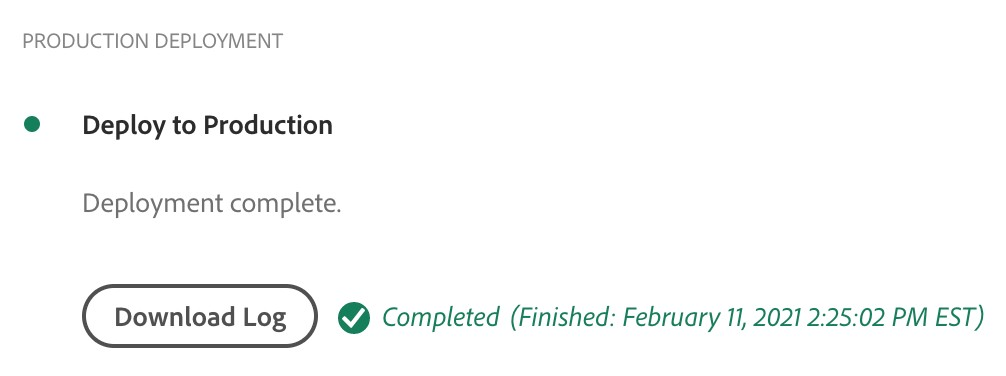 PRODUCTION DEPLOYMENT
Deploy to Production
Deployment complete.
Download Log Completed (Finished: February 11, 2021 2:25:02 PM EST)